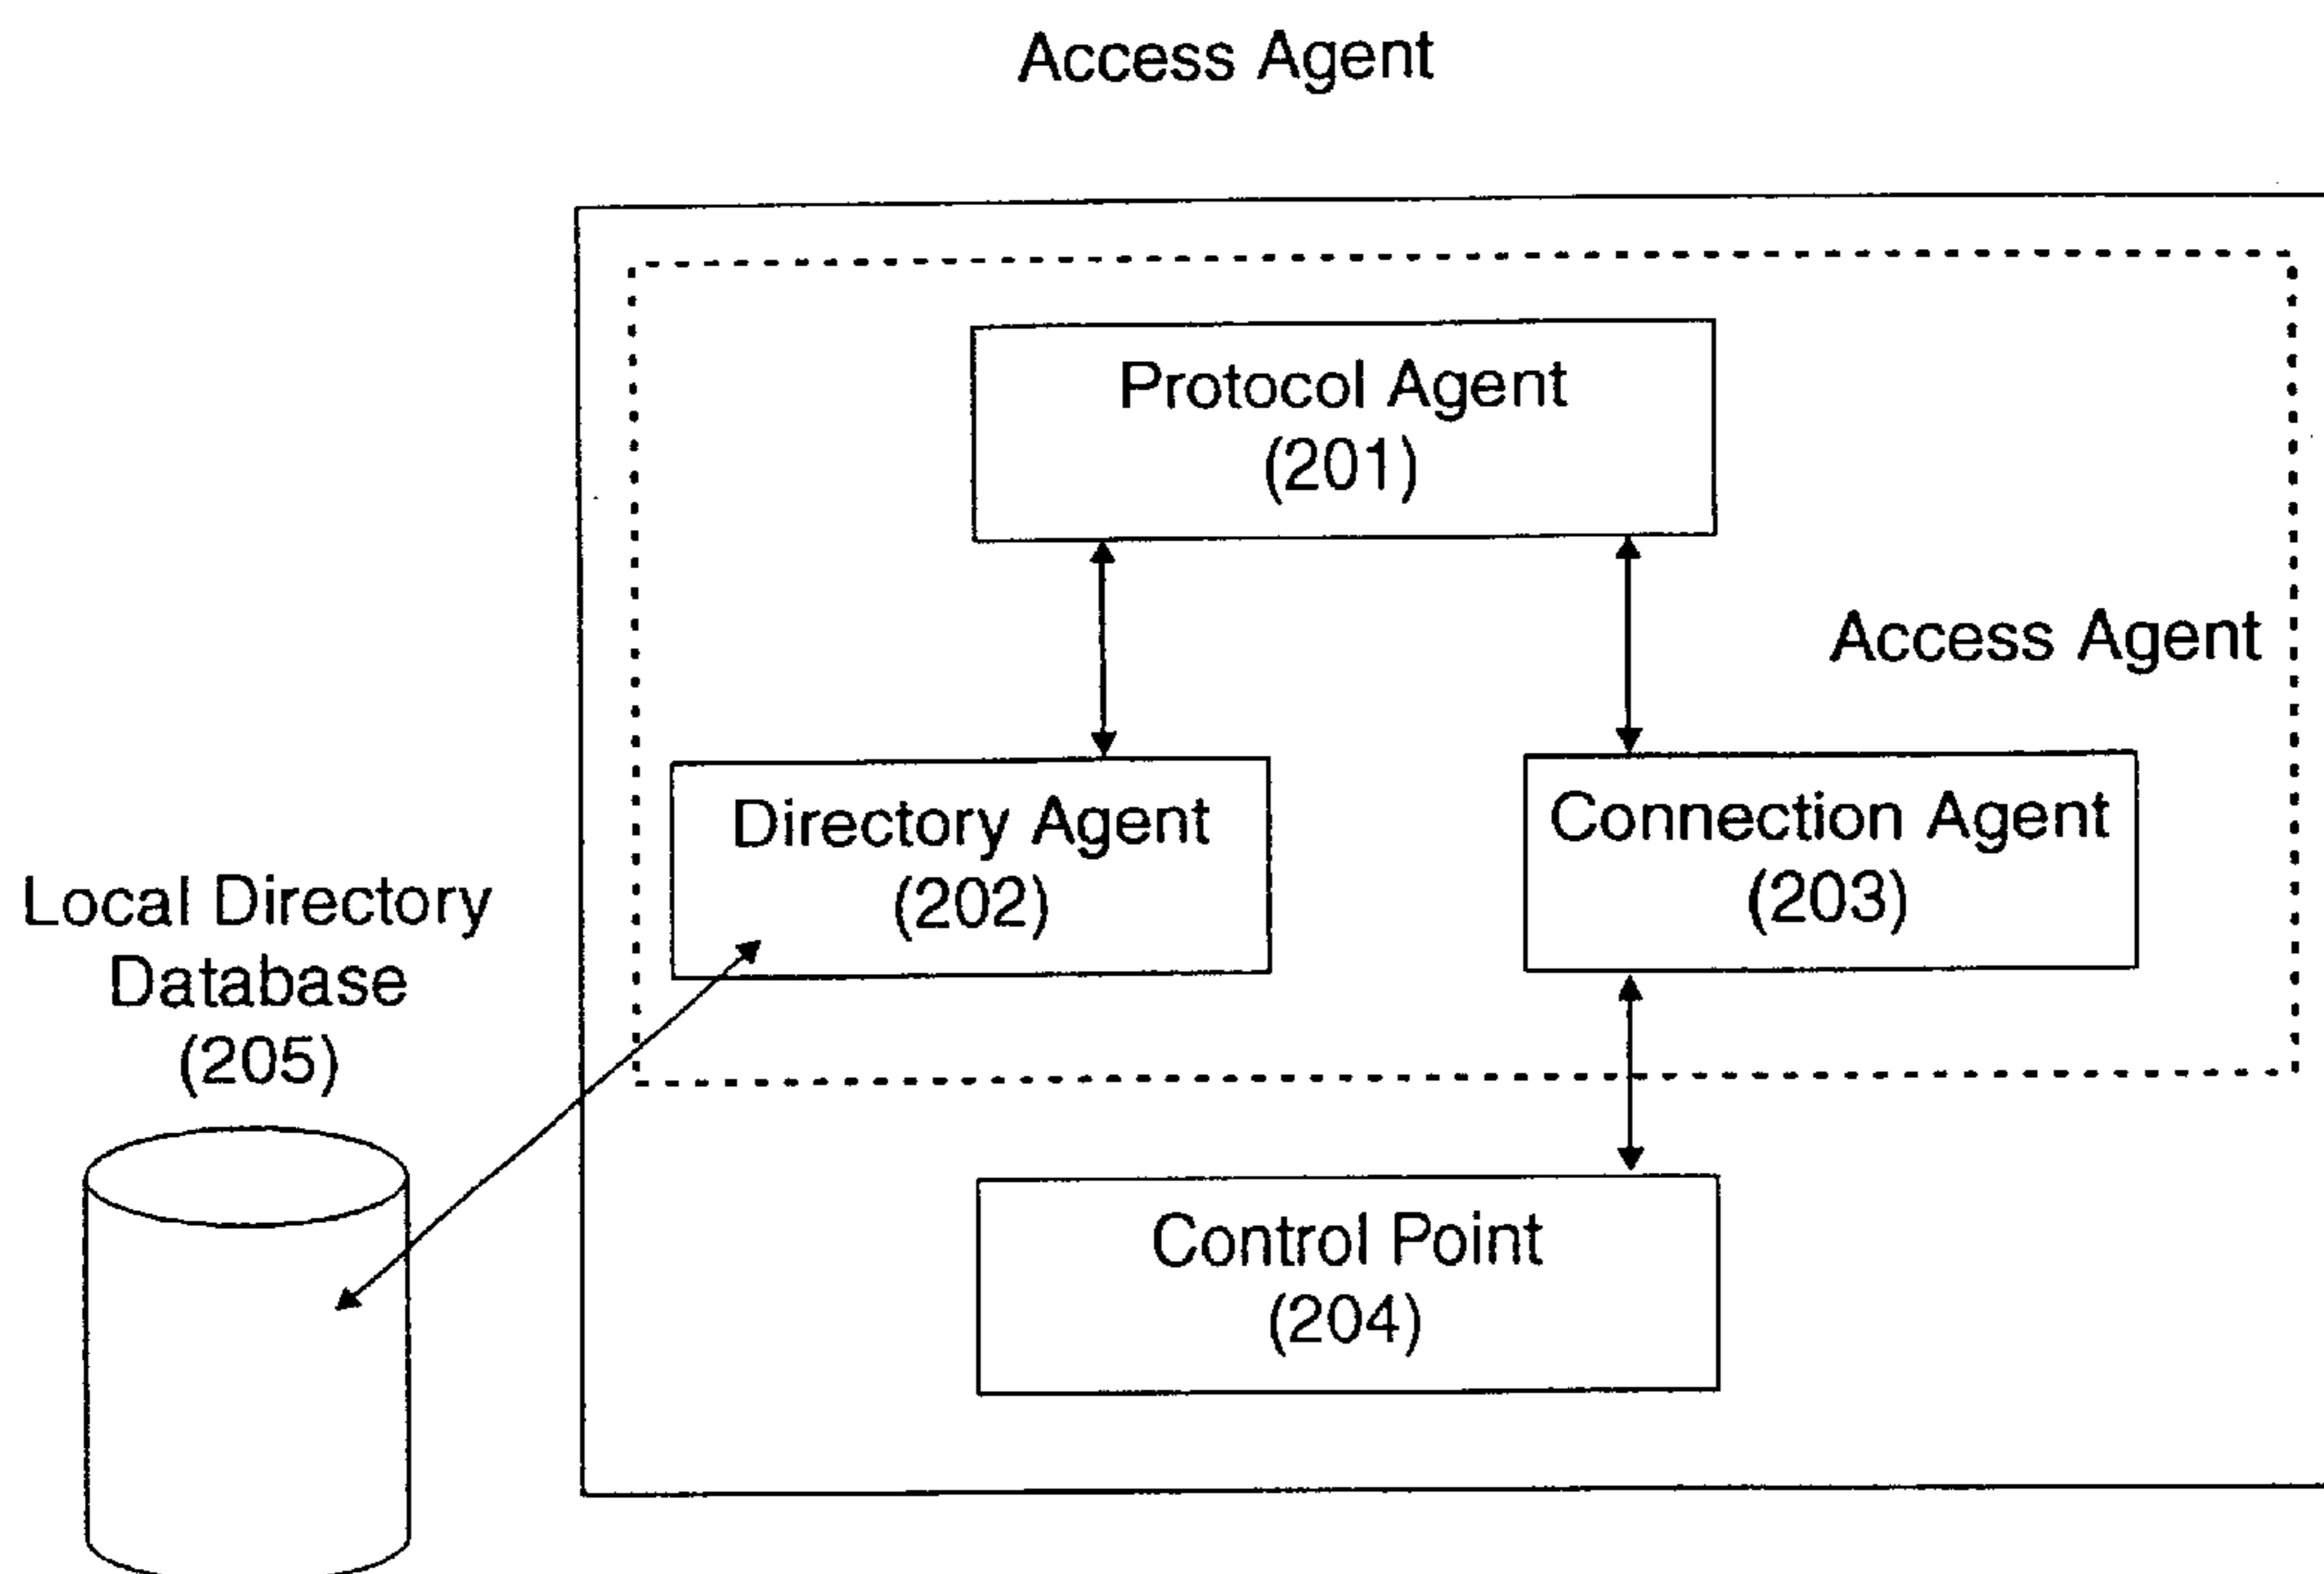 Access Agent
Protocol Agent
(201)
Access Agent
Directory Agent
(202)
Connection Agent
(203)
Local Directory
Database
(205)
Control Point
(204)